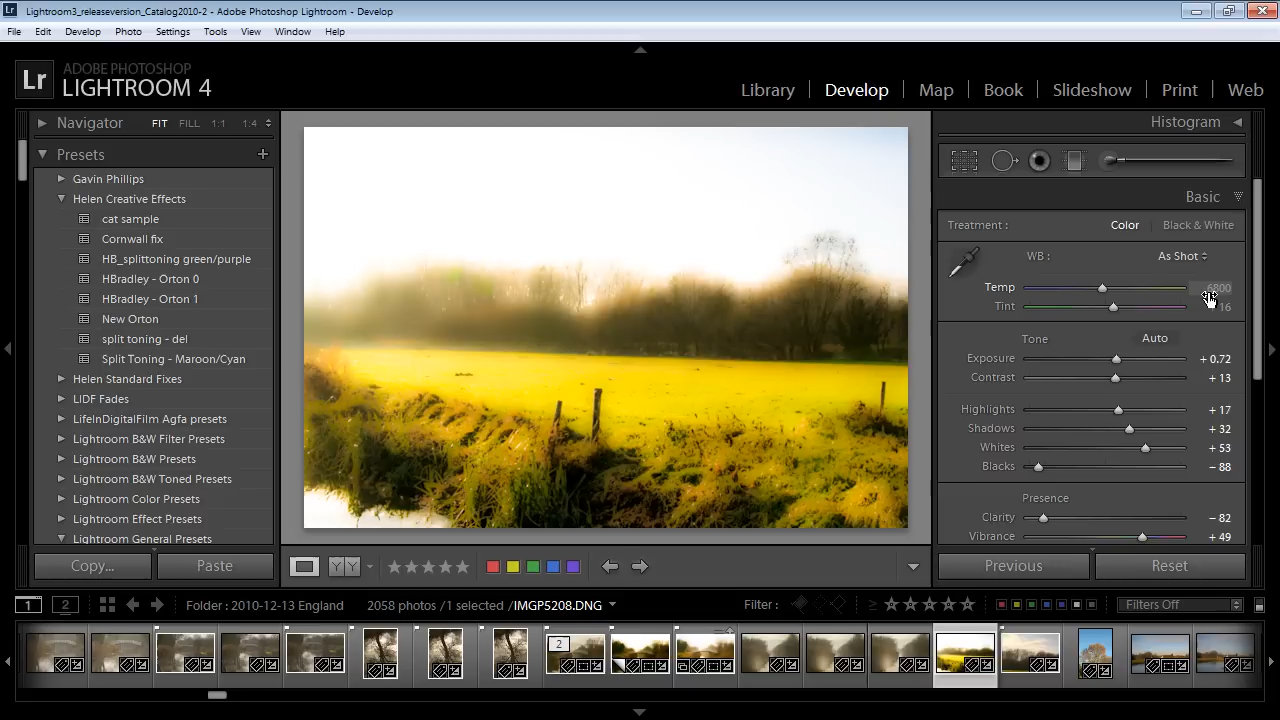 Lr Lightroom3_releaseversion_Catalog2010-2 - Adobe Photoshop Lightroom - Develop
File Edit Develop Photo Settings Tools View Window Help
Lr
ADOBE PHOTOSHOP
LIGHTROOM 4
Library | Develop | Map | Book | Slideshow | Print | Web
Navigator FIT FILL 1:1 1:4
Presets +
Gavin Phillips
Helen Creative Effects
cat sample
Cornwall fix
HB_splittoning green/purple
HBradley - Orton 0
HBradley - Orton 1
New Orton
split toning - del
Split Toning - Maroon/Cyan
Helen Standard Fixes
LIDF Fades
LifeInDigitalFilm Agfa presets
Lightroom B&W Filter Presets
Lightroom B&W Presets
Lightroom B&W Toned Presets
Lightroom Color Presets
Lightroom Effect Presets
Lightroom General Presets
Copy... Paste
Histogram
Basic
Treatment : Color Black & White
WB : As Shot
Temp 6800
Tint 16
Tone Auto
Exposure + 0.72
Contrast + 13
Highlights + 17
Shadows + 32
Whites + 53
Blacks – 88
Presence
Clarity – 82
Vibrance + 49
Previous Reset
YY
1 2 Folder : 2010-12-13 England 2058 photos /1 selected /IMGP5208.DNG Filter : ≥ Filters Off
2